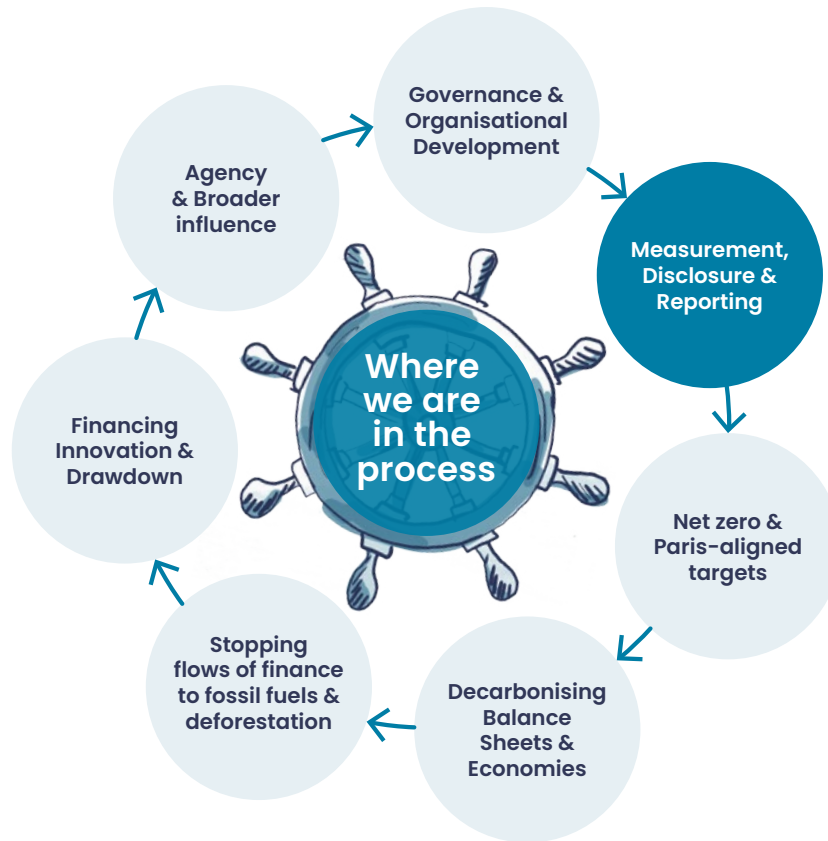 Governance &
Organisational
Development
Measurement,
Disclosure &
Reporting
Net zero &
Paris-aligned
targets
Decarbonising
Balance
Sheets &
Economies
Stopping
flows of finance
to fossil fuels &
deforestation
Financing
Innovation &
Drawdown
Agency
& Broader
influence
Where
we are
in the
process